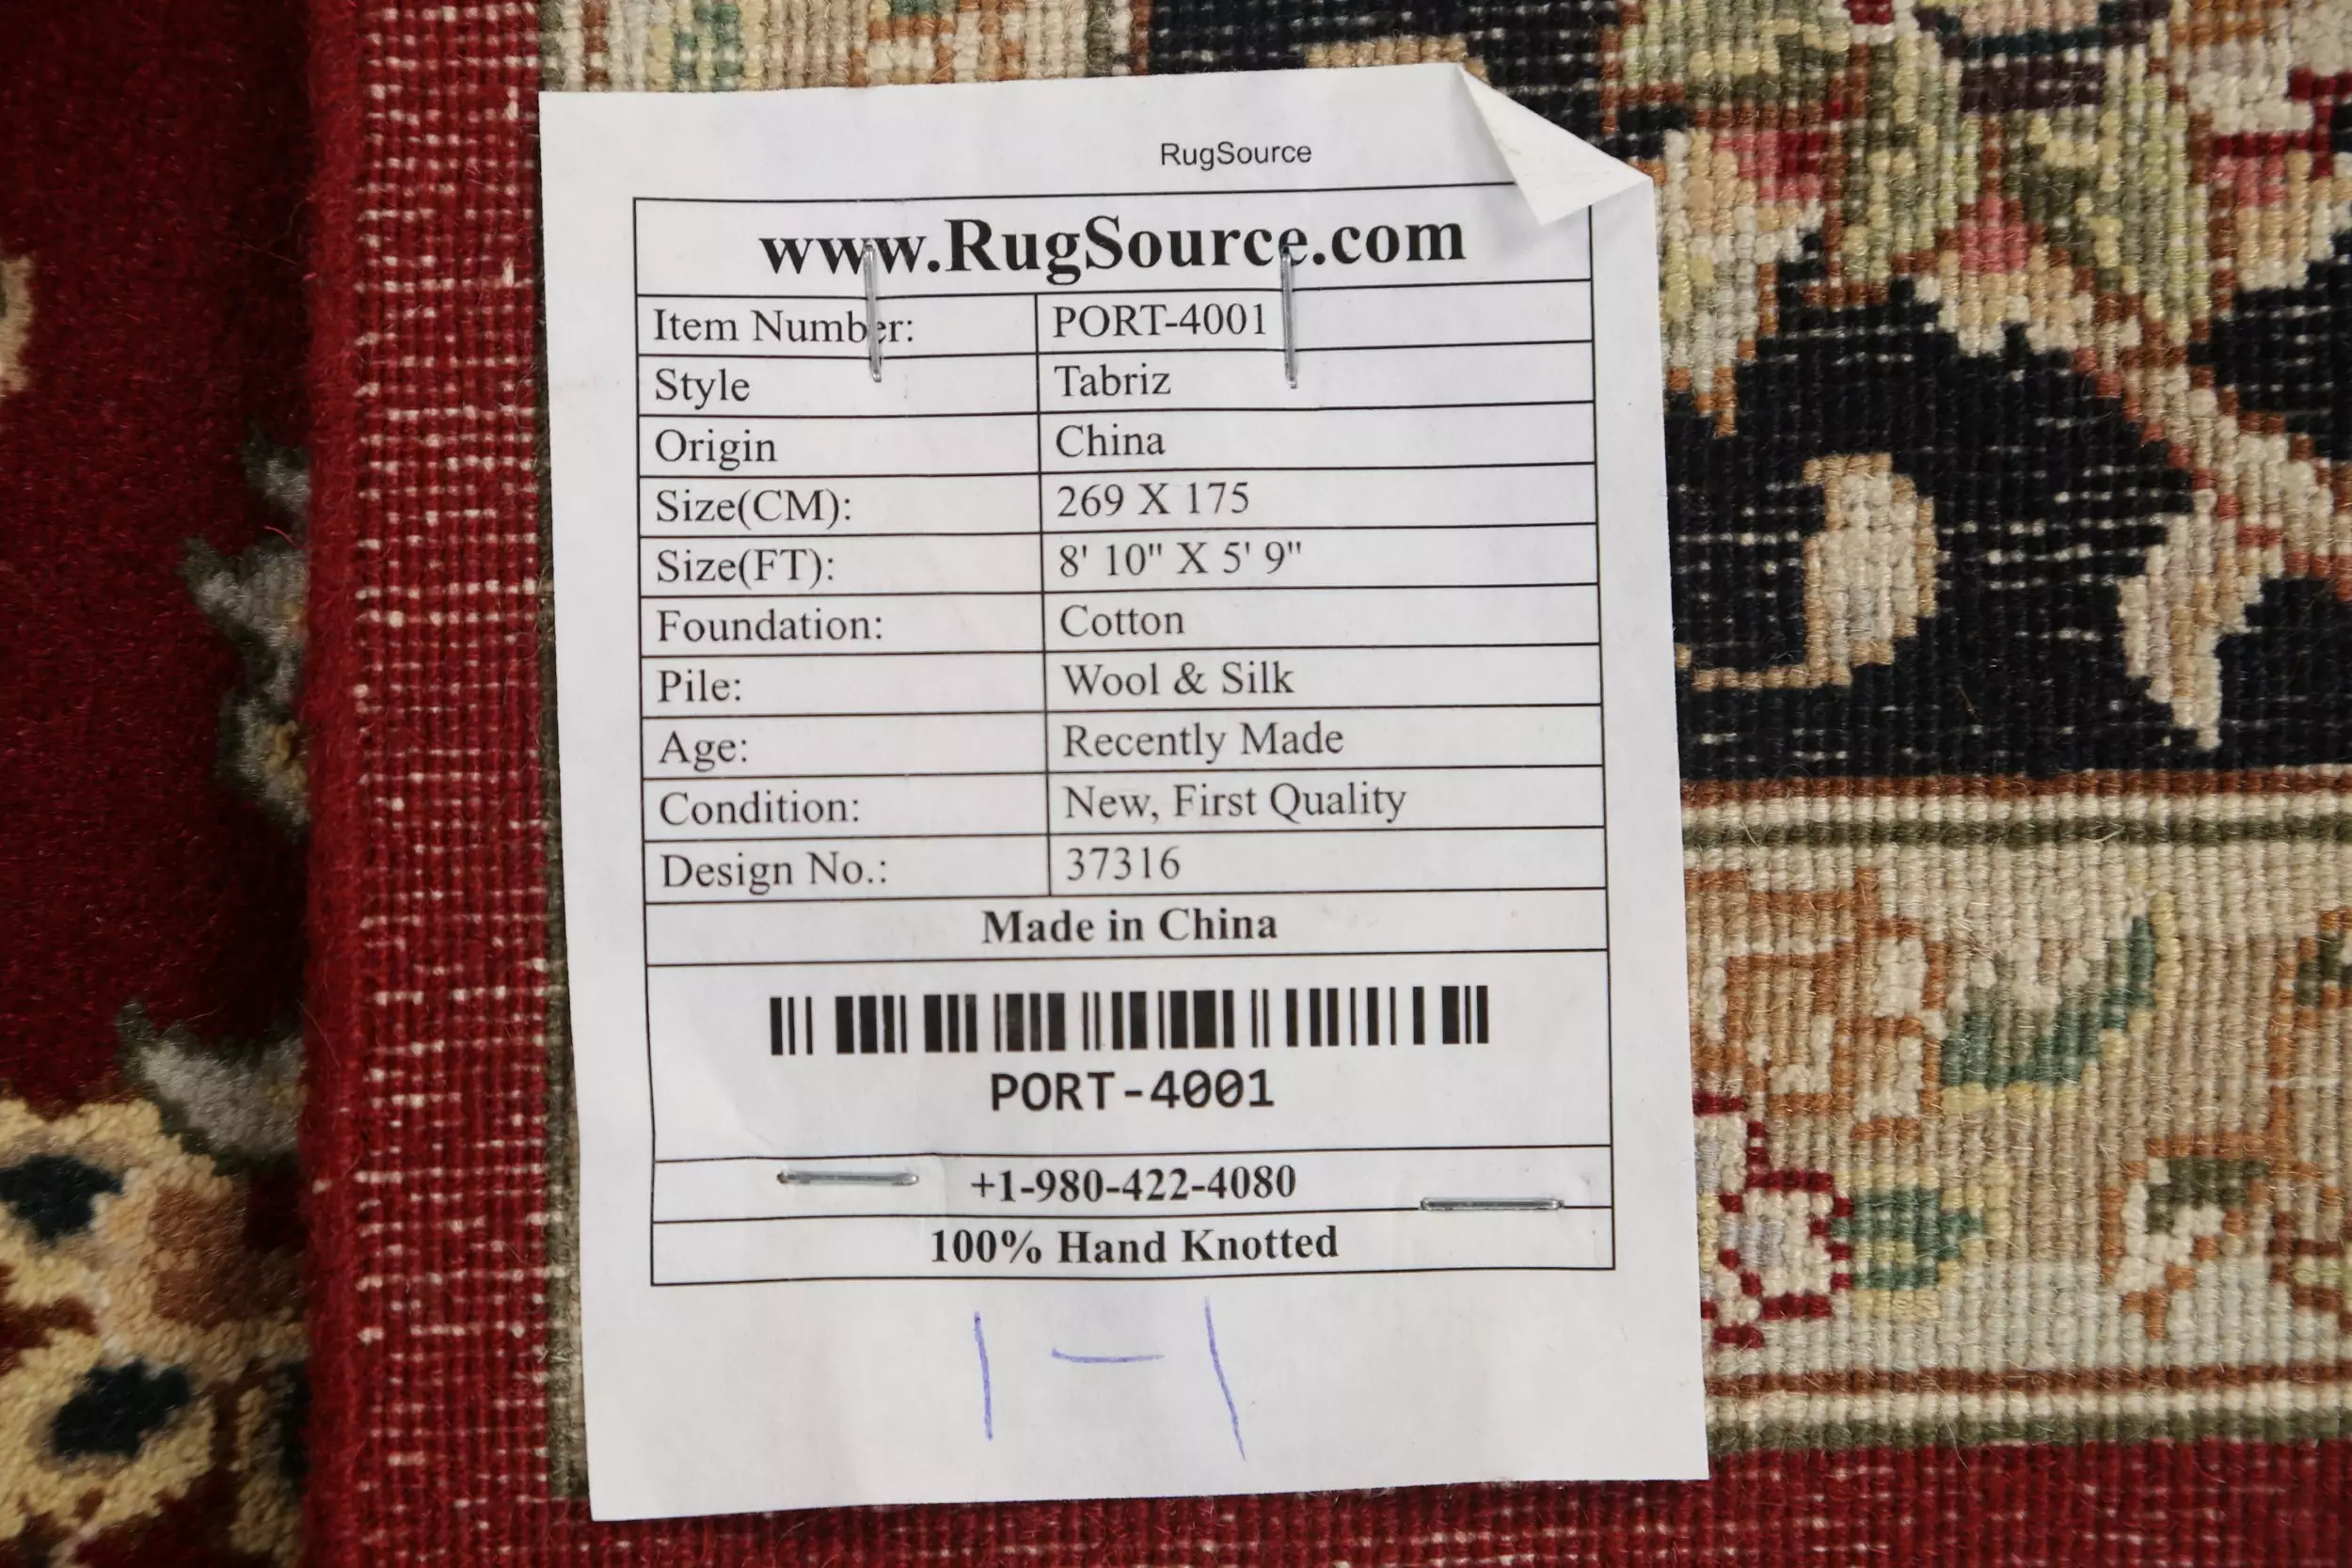 RugSource
www.RugSource.com
Item Number: PORT-4001
Style Tabriz
Origin China
Size(CM): 269 X 175
Size(FT): 8' 10" X 5' 9"
Foundation: Cotton
Pile: Wool & Silk
Age: Recently Made
Condition: New, First Quality
Design No.: 37316
Made in China
PORT-4001
+1-980-422-4080
100% Hand Knotted
1-1